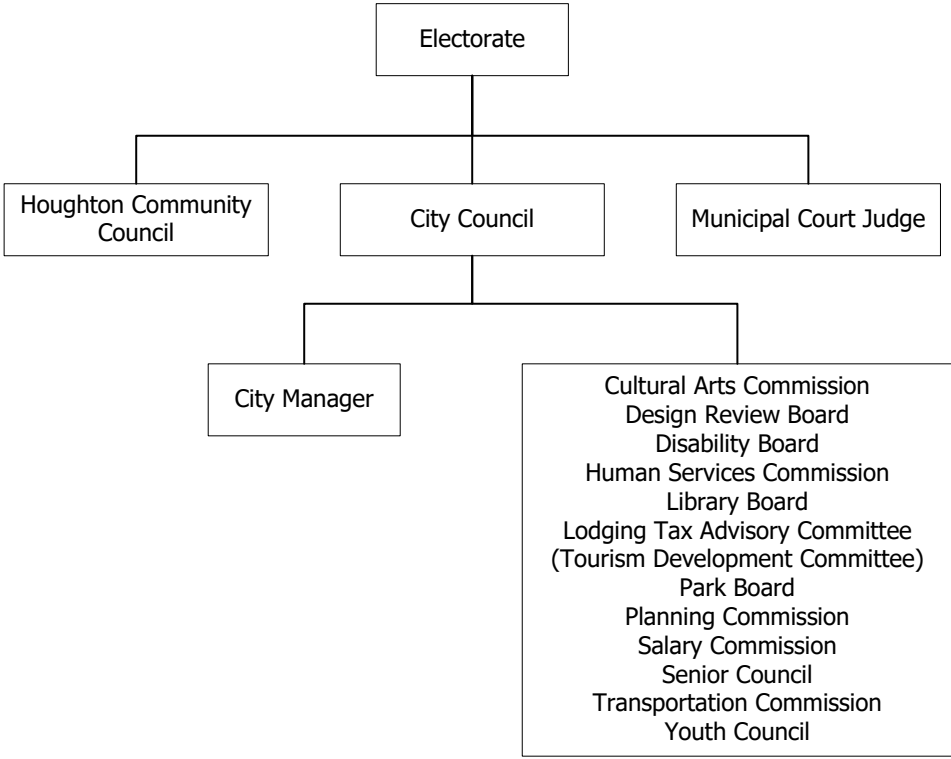 Electorate
Houghton Community
Council
City Council
Municipal Court Judge
City Manager
Cultural Arts Commission
Design Review Board
Disability Board
Human Services Commission
Library Board
Lodging Tax Advisory Committee
(Tourism Development Committee)
Park Board
Planning Commission
Salary Commission
Senior Council
Transportation Commission
Youth Council